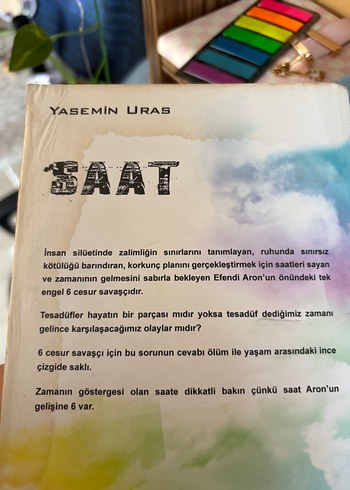 YASEMİN URAS
SAAT
İnsan silüetinde zalimliğin sınırlarını tanımlayan, ruhunda sınırsız
kötülüğü barındıran, korkunç planını gerçekleştirmek için saatleri sayan
ve zamanının gelmesini sabırla bekleyen Efendi Aron'un önündeki tek
engel 6 cesur savaşçıdır.
Tesadüfler hayatın bir parçası mıdır yoksa tesadüf dediğimiz zamanı
gelince karşılaşacağımız olaylar mıdır?
6 cesur savaşçı için bu sorunun cevabı ölüm ile yaşam arasındaki ince
çizgide saklı.
Zamanın göstergesi olan saate dikkatli bakın çünkü saat Aron'un
gelişine 6 var.